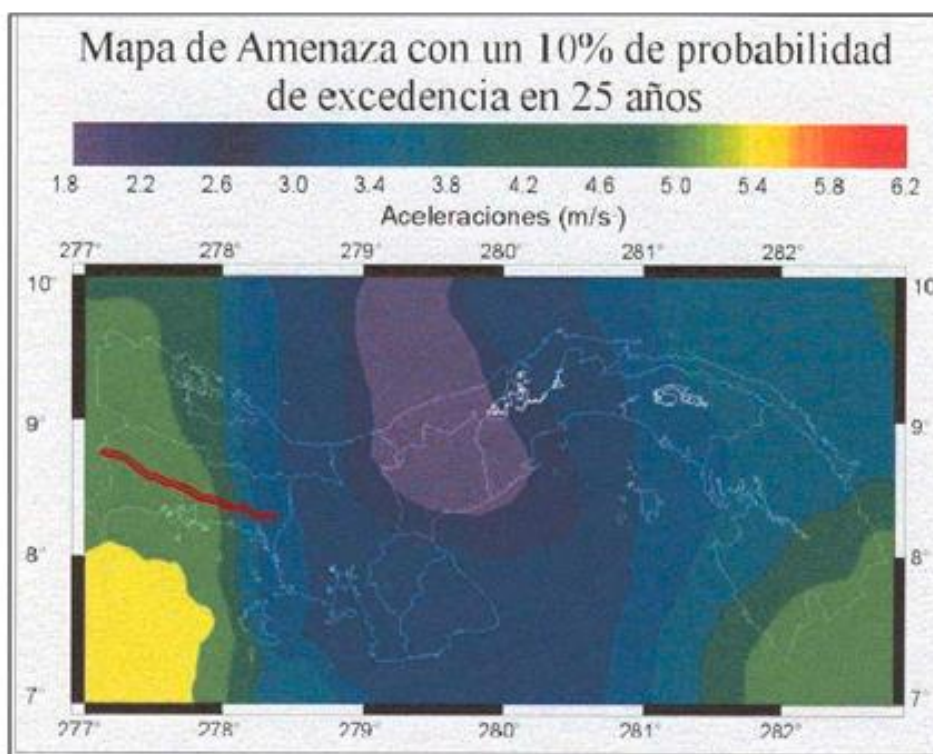 Mapa de Amenaza con un 10% de probabilidad
de excedencia en 25 años
1.8 2.2 2.6 3.0 3.4 3.8 4.2 4.6 5.0 5.4 5.8 6.2
Aceleraciones (m/s·)
277° 278° 279° 280° 281° 282°
10° 10
9° 9°
8° 8°
7° 7°
277° 278° 279° 280° 281° 282°